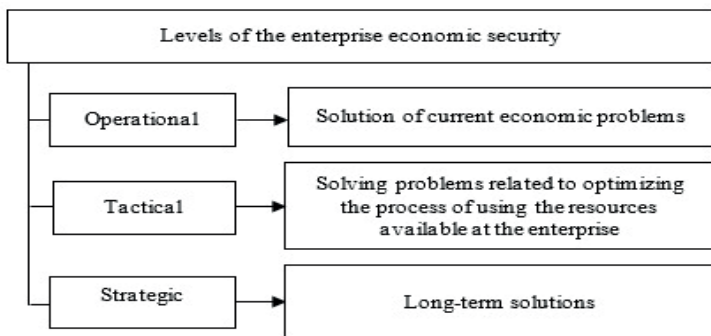 Levels of the enterprise economic security
Operational
Solution of current economic problems
Tactical
Solving problems related to optimizing
the process of using the resources
available at the enterprise
Strategic
Long-term solutions